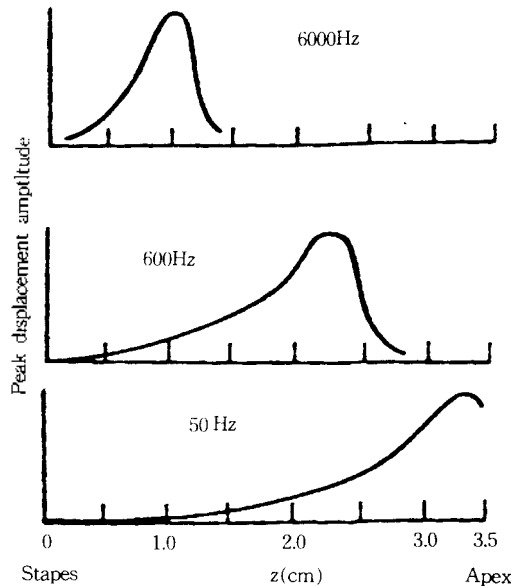 6000Hz
Peak displacement amplitude
600Hz
50 Hz
0 1.0 2.0 3.0 3.5
Stapes z(cm) Apex